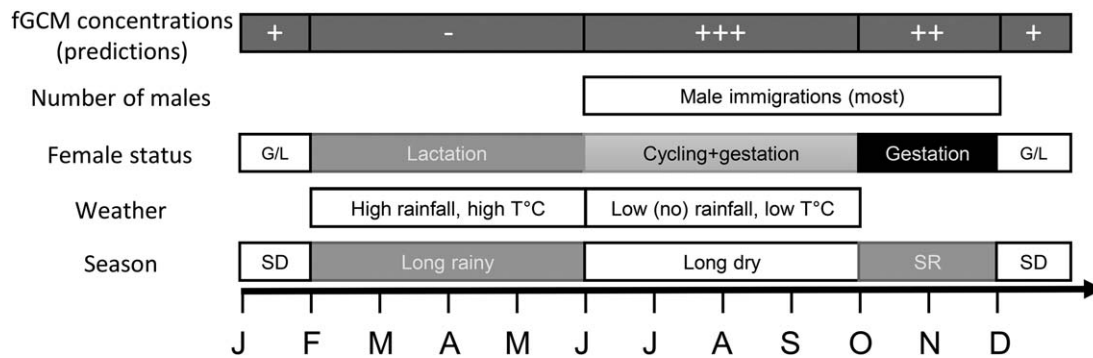 fGCM concentrations
(predictions)
+ - +++ ++ +
Number of males
Male immigrations (most)
Female status
G/L Lactation Cycling+gestation Gestation G/L
Weather
High rainfall, high T°C Low (no) rainfall, low T°C
Season
SD Long rainy Long dry SR SD
J F M A M J J A S O N D